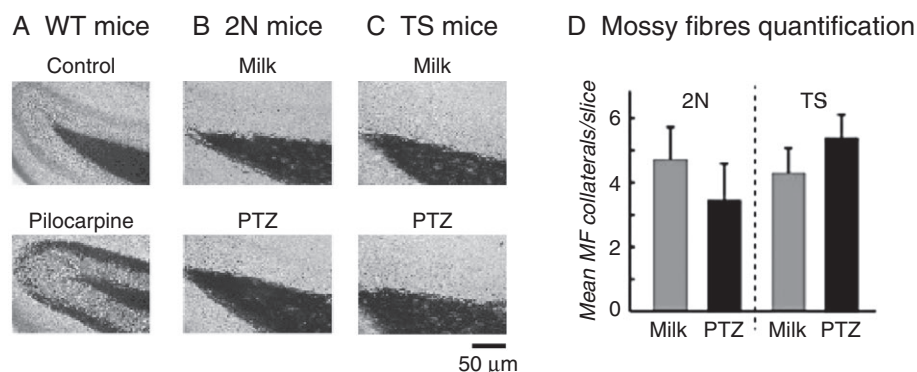 A WT mice
B 2N mice
C TS mice
D Mossy fibres quantification
Control
Milk
Milk
Pilocarpine
PTZ
PTZ
50 μm
Mean MF collaterals/slice
6
4
2
0
2N
TS
Milk PTZ
Milk PTZ